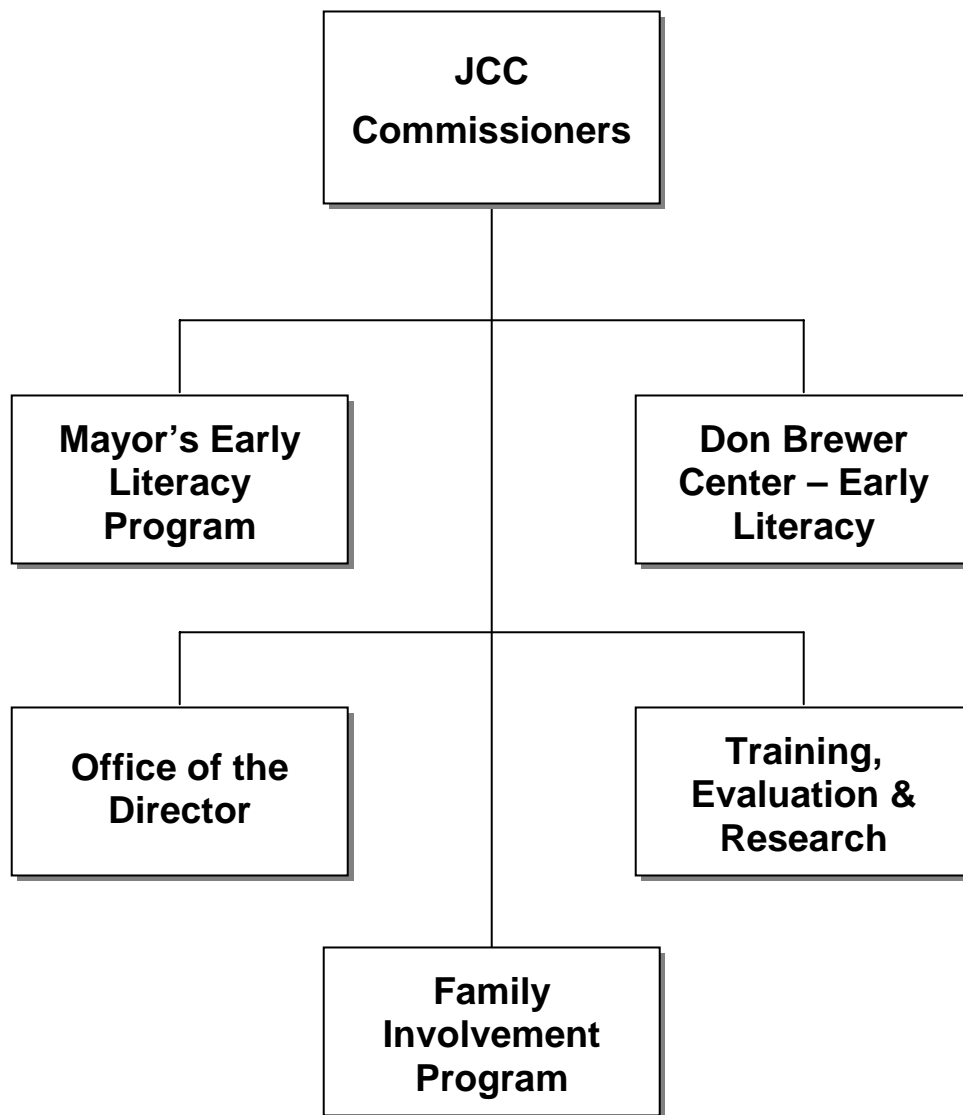 JCC
Commissioners
Mayor’s Early
Literacy
Program
Don Brewer
Center – Early
Literacy
Office of the
Director
Training,
Evaluation &
Research
Family
Involvement
Program